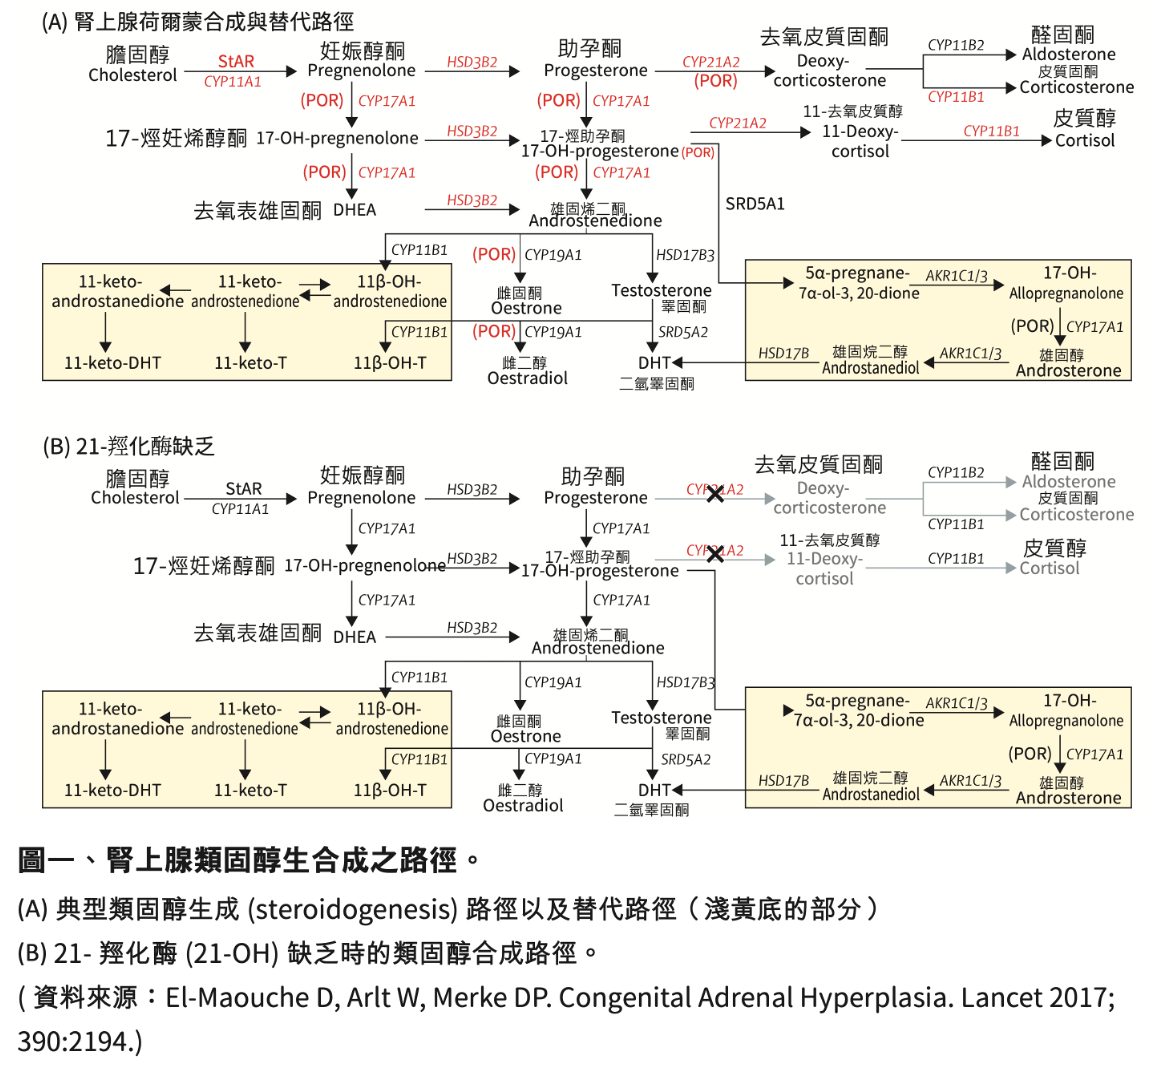 (A) 腎上腺荷爾蒙合成與替代路徑
膽固醇
Cholesterol
StAR
CYP11A1
妊娠醇酮
Pregnenolone
HSD3B2
助孕酮
Progesterone
CYP21A2
(POR)
去氧皮質固酮
Deoxy-
corticosterone
CYP11B2
醛固酮
Aldosterone
皮質固酮
Corticosterone
CYP11B1
(POR) CYP17A1
(POR) CYP17A1
17-羥妊烯醇酮 17-OH-pregnenolone
HSD3B2
17-羥助孕酮
17-OH-progesterone (POR)
CYP21A2
11-去氧皮質醇
11-Deoxy-
cortisol
CYP11B1
皮質醇
Cortisol
(POR) CYP17A1
(POR) CYP17A1
去氧表雄固酮 DHEA
HSD3B2
雄固烯二酮
Androstenedione
SRD5A1
CYP11B1
(POR) CYP19A1
HSD17B3
11-keto-
androstanedione
11-keto-
androstenedione
11β-OH-
androstenedione
雌固酮
Oestrone
Testosterone
睪固酮
5α-pregnane-
7α-ol-3, 20-dione
AKR1C1/3
17-OH-
Allopregnanolone
CYP11B1
(POR) CYP19A1
SRD5A2
(POR) CYP17A1
11-keto-DHT
11-keto-T
11β-OH-T
雌二醇
Oestradiol
DHT
二氫睪固酮
HSD17B
雄固烷二醇
Androstanediol
AKR1C1/3
雄固醇
Androsterone
(B) 21-羥化酶缺乏
膽固醇
Cholesterol
StAR
CYP11A1
妊娠醇酮
Pregnenolone
HSD3B2
助孕酮
Progesterone
CYP21A2
去氧皮質固酮
Deoxy-
corticosterone
CYP11B2
醛固酮
Aldosterone
皮質固酮
Corticosterone
CYP11B1
CYP17A1
CYP17A1
17-羥妊烯醇酮 17-OH-pregnenolone
HSD3B2
17-羥助孕酮
17-OH-progesterone
CYP21A2
11-去氧皮質醇
11-Deoxy-
cortisol
CYP11B1
皮質醇
Cortisol
CYP17A1
CYP17A1
去氧表雄固酮 DHEA
HSD3B2
雄固烯二酮
Androstenedione
CYP11B1
CYP19A1
HSD17B3
11-keto-
androstanedione
11-keto-
androstenedione
11β-OH-
androstenedione
雌固酮
Oestrone
Testosterone
睪固酮
5α-pregnane-
7α-ol-3, 20-dione
AKR1C1/3
17-OH-
Allopregnanolone
CYP11B1
CYP19A1
SRD5A2
(POR) CYP17A1
11-keto-DHT
11-keto-T
11β-OH-T
雌二醇
Oestradiol
DHT
二氫睪固酮
HSD17B
雄固烷二醇
Androstanediol
AKR1C1/3
雄固醇
Androsterone
圖一、腎上腺類固醇生合成之路徑。
(A) 典型類固醇生成 (steroidogenesis) 路徑以及替代路徑（淺黃底的部分）
(B) 21- 羥化酶 (21-OH) 缺乏時的類固醇合成路徑。
( 資料來源：El-Maouche D, Arlt W, Merke DP. Congenital Adrenal Hyperplasia. Lancet 2017;
390:2194.)